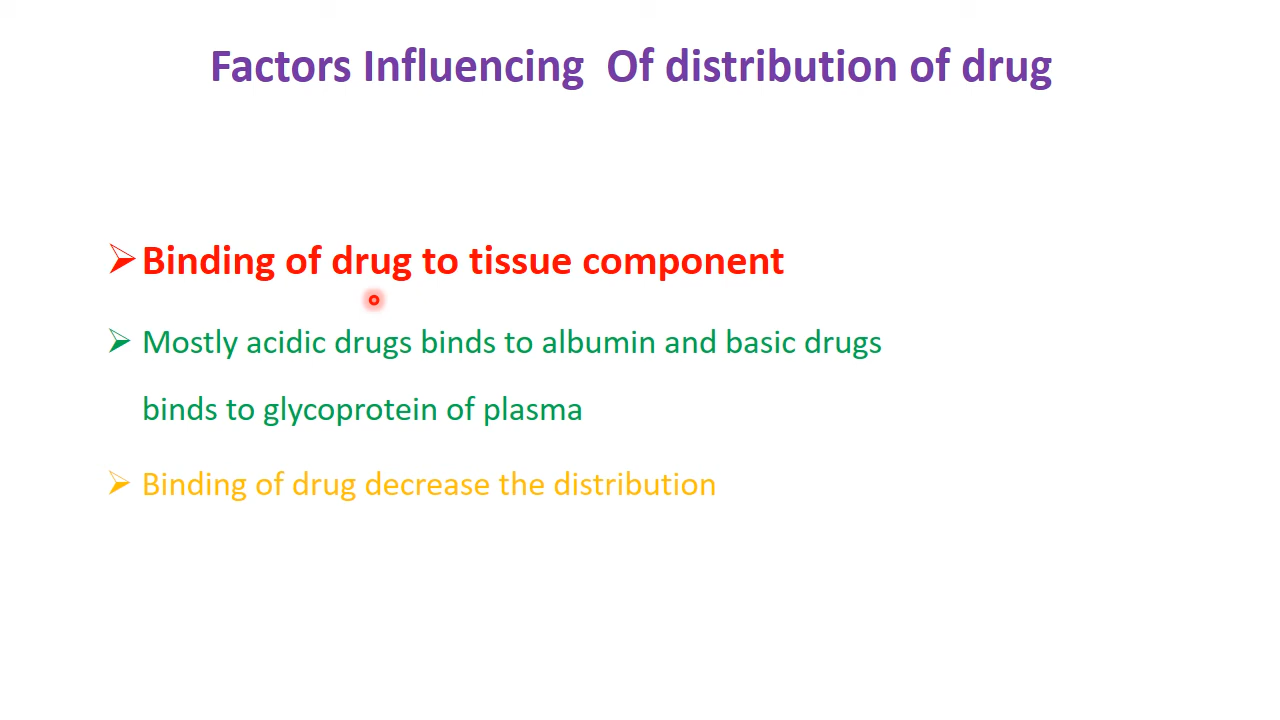 Factors Influencing  Of distribution of drug
➢ Binding of drug to tissue component
➢ Mostly acidic drugs binds to albumin and basic drugs
binds to glycoprotein of plasma
➢ Binding of drug decrease the distribution